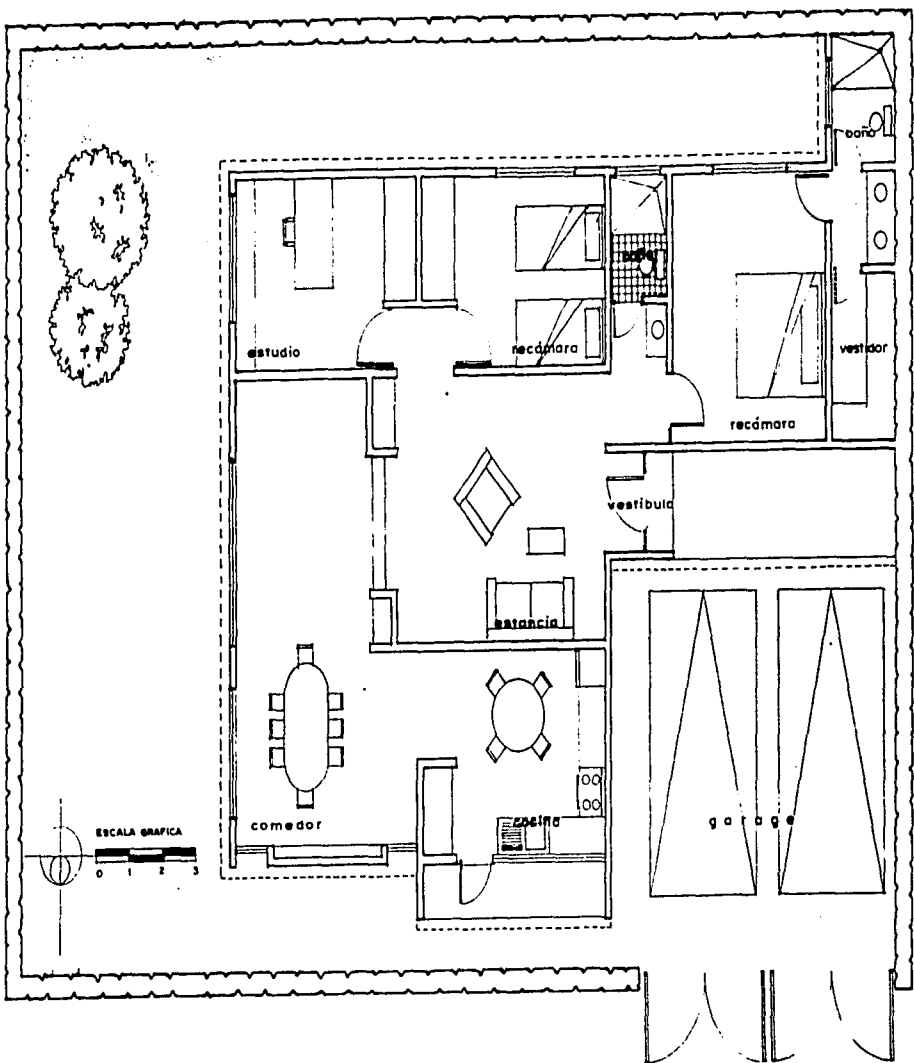 baño
baño
estudio
recámara
vestidor
recámara
vestíbulo
estancia
comedor
cocina
garage
ESCALA GRAFICA
0 1 2 3